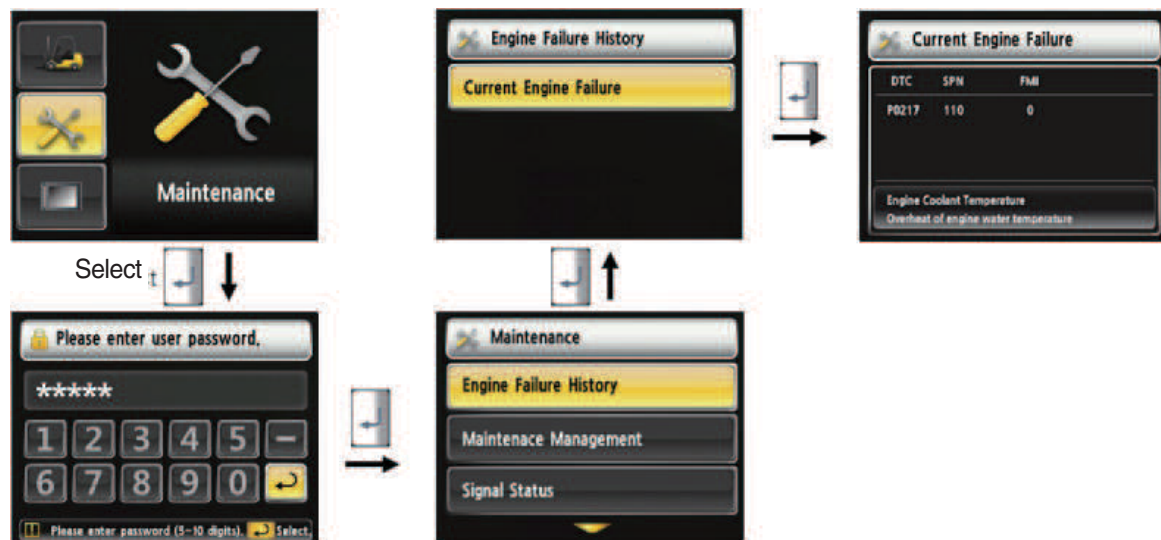 Maintenance
Select t
Please enter user password.
*****
1 2 3 4 5 -
6 7 8 9 0
Please enter password (5~10 digits). Select.
Maintenance
Engine Failure History
Maintenace Management
Signal Status
Engine Failure History
Current Engine Failure
Current Engine Failure
DTC SPN FMI
P0217 110 0
Engine Coolant Temperature
Overheat of engine water temperature